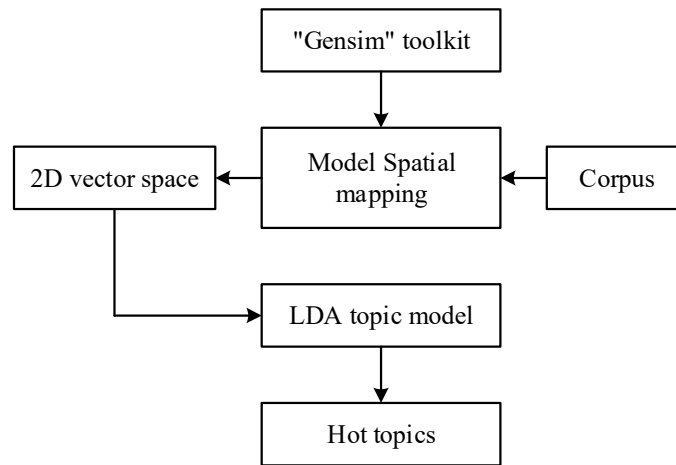 "Gensim" toolkit
2D vector space
Model Spatial
mapping
Corpus
LDA topic model
Hot topics